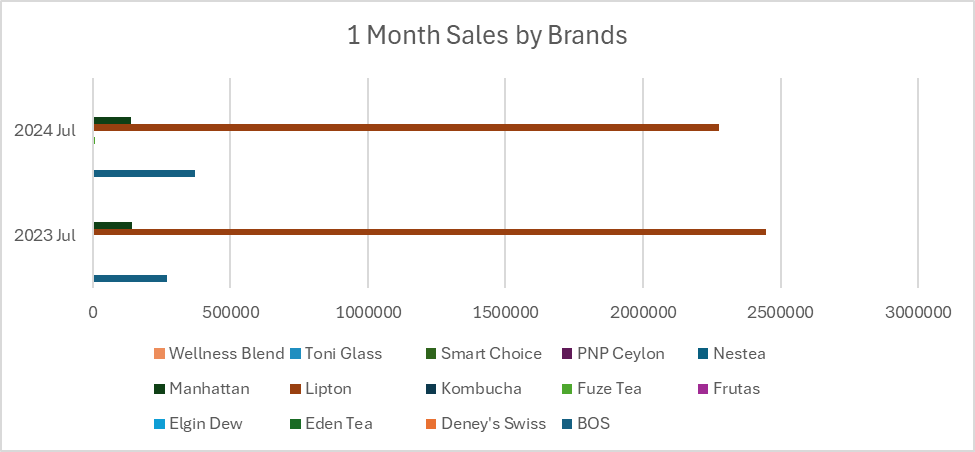 1 Month Sales by Brands
2024 Jul
2023 Jul
0 500000 1000000 1500000 2000000 2500000 3000000
Wellness Blend Toni Glass Smart Choice PNP Ceylon Nestea
Manhattan Lipton Kombucha Fuze Tea Frutas
Elgin Dew Eden Tea Deney's Swiss BOS